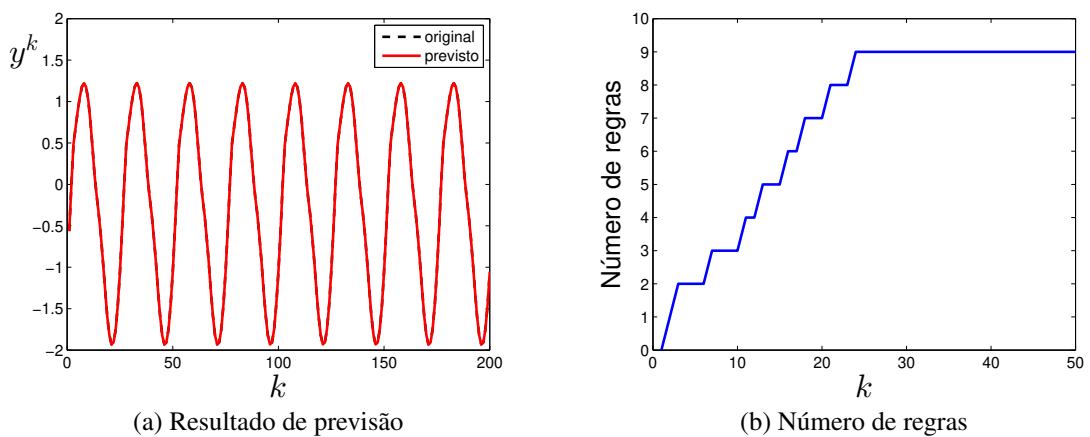 2
1.5
1
0.5
0
−0.5
−1
−1.5
−2
y^k
original
previsto
0 50 100 150 200
k
(a) Resultado de previsão
10
9
8
7
6
5
4
3
2
1
0
Número de regras
0 10 20 30 40 50
k
(b) Número de regras